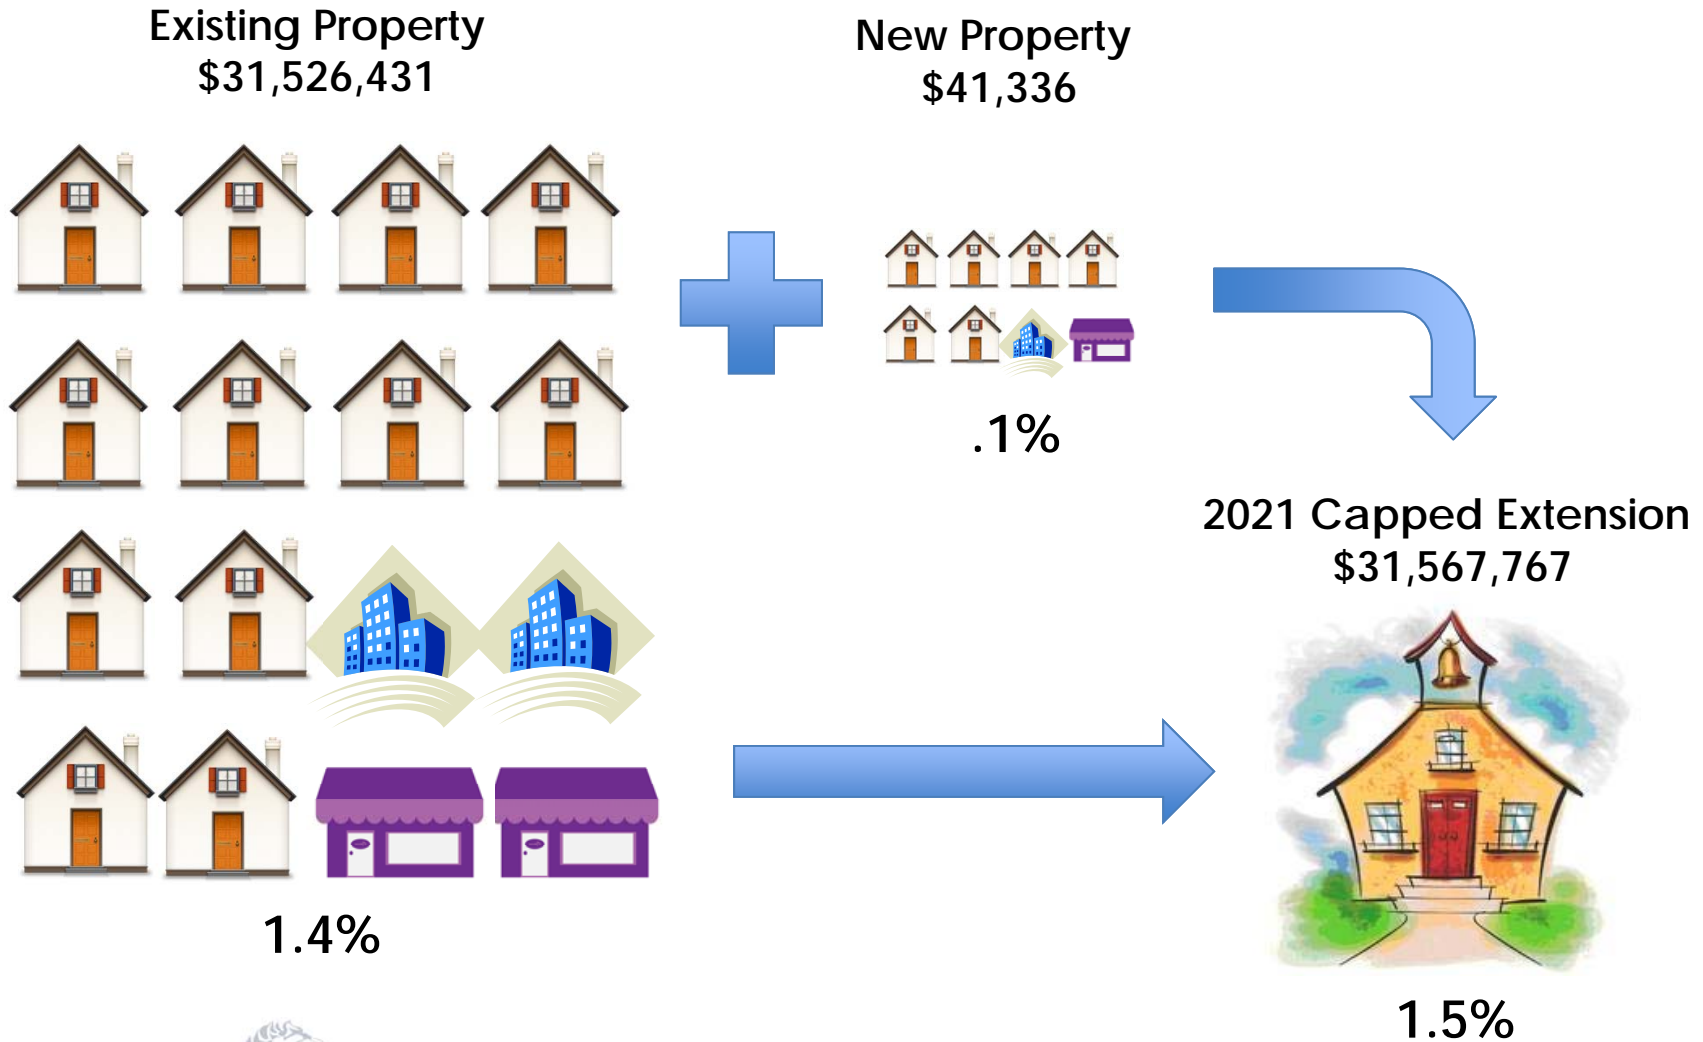 Existing Property
$31,526,431
New Property
$41,336
.1%
2021 Capped Extension
$31,567,767
1.4%
1.5%